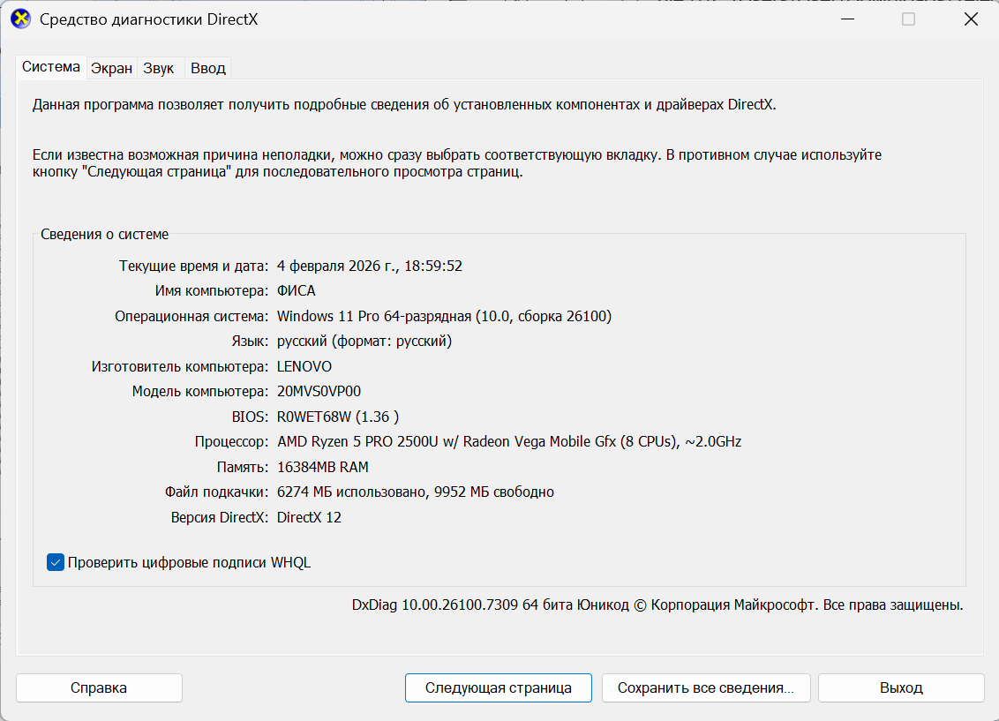 Средство диагностики DirectX
Система Экран Звук Ввод
Данная программа позволяет получить подробные сведения об установленных компонентах и драйверах DirectX.
Если известна возможная причина неполадки, можно сразу выбрать соответствующую вкладку. В противном случае используйте
кнопку "Следующая страница" для последовательного просмотра страниц.
Сведения о системе
Текущие время и дата: 4 февраля 2026 г., 18:59:52
Имя компьютера: ФИСА
Операционная система: Windows 11 Pro 64-разрядная (10.0, сборка 26100)
Язык: русский (формат: русский)
Изготовитель компьютера: LENOVO
Модель компьютера: 20MVS0VP00
BIOS: R0WET68W (1.36 )
Процессор: AMD Ryzen 5 PRO 2500U w/ Radeon Vega Mobile Gfx (8 CPUs), ~2.0GHz
Память: 16384MB RAM
Файл подкачки: 6274 МБ использовано, 9952 МБ свободно
Версия DirectX: DirectX 12
Проверить цифровые подписи WHQL
DxDiag 10.00.26100.7309 64 бита Юникод © Корпорация Майкрософт. Все права защищены.
Справка Следующая страница Сохранить все сведения... Выход